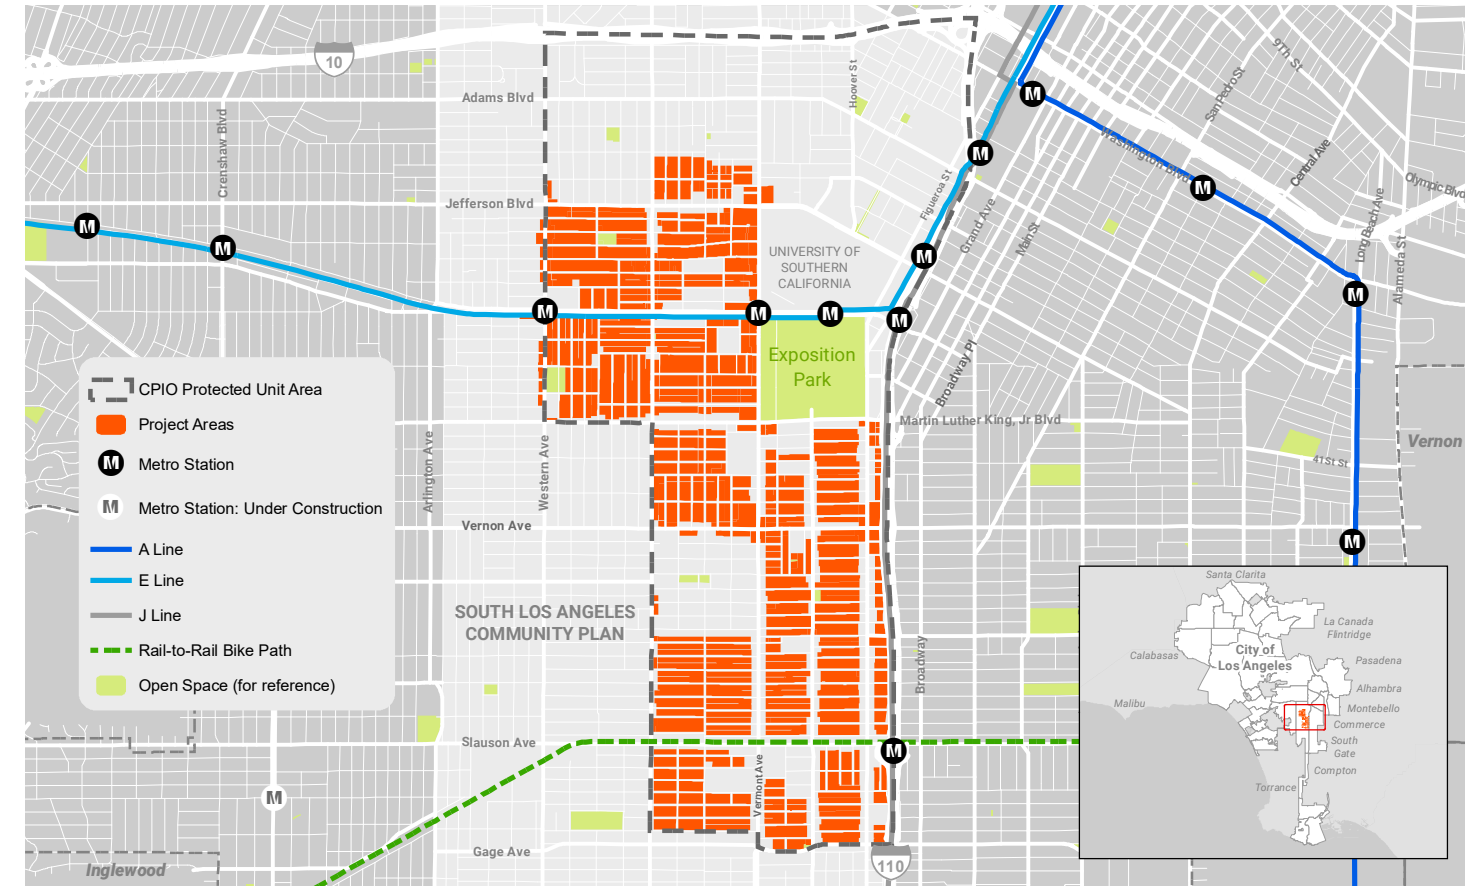 10
Adams Blvd
Hoover St
9Th St
San Pedro St
Crenshaw Blvd
Washington Blvd
Central Ave
Olympic Blvd
Jefferson Blvd
Figueroa St
Grand Ave
Main St
Long Beach Ave
Alameda St
M
M
M
M
M
M
M
M
M
M
M
UNIVERSITY OF
SOUTHERN
CALIFORNIA
Exposition
Park
Broadway Pl
Martin Luther King, Jr Blvd
Vernon
41St St
CPIO Protected Unit Area
Project Areas
M
Metro Station
M
Metro Station: Under Construction
A Line
E Line
J Line
Rail-to-Rail Bike Path
Open Space (for reference)
Arlington Ave
Western Ave
Vernon Ave
M
SOUTH LOS ANGELES
COMMUNITY PLAN
Broadway
Slauson Ave
M
M
Vermont Ave
Gage Ave
110
Inglewood
Santa Clarita
La Canada
Flintridge
City of
Los Angeles
Calabasas
Pasadena
Alhambra
Malibu
Montebello
Commerce
South
Gate
Compton
Torrance